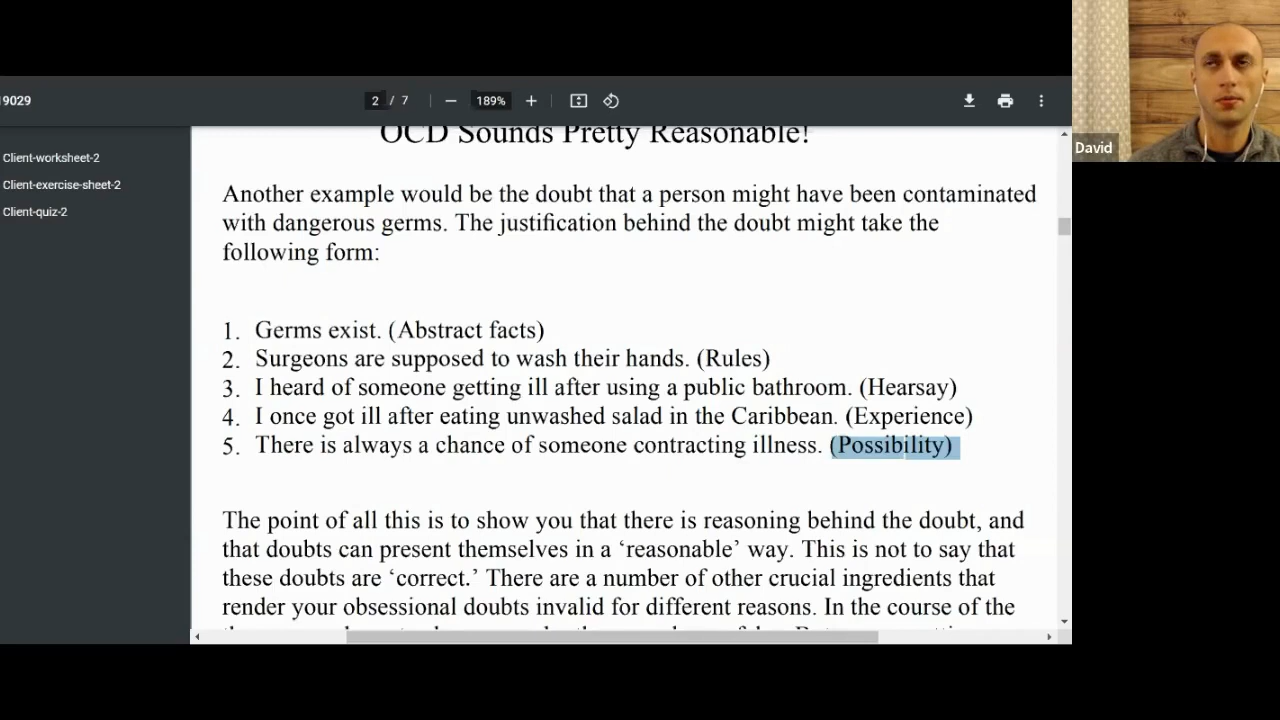 19029
2 / 7
189%
David
Client-worksheet-2
Client-exercise-sheet-2
Client-quiz-2
OCD Sounds Pretty Reasonable!
Another example would be the doubt that a person might have been contaminated
with dangerous germs. The justification behind the doubt might take the
following form:
1. Germs exist. (Abstract facts)
2. Surgeons are supposed to wash their hands. (Rules)
3. I heard of someone getting ill after using a public bathroom. (Hearsay)
4. I once got ill after eating unwashed salad in the Caribbean. (Experience)
5. There is always a chance of someone contracting illness. (Possibility)
The point of all this is to show you that there is reasoning behind the doubt, and
that doubts can present themselves in a ‘reasonable’ way. This is not to say that
these doubts are ‘correct.’ There are a number of other crucial ingredients that
render your obsessional doubts invalid for different reasons. In the course of the